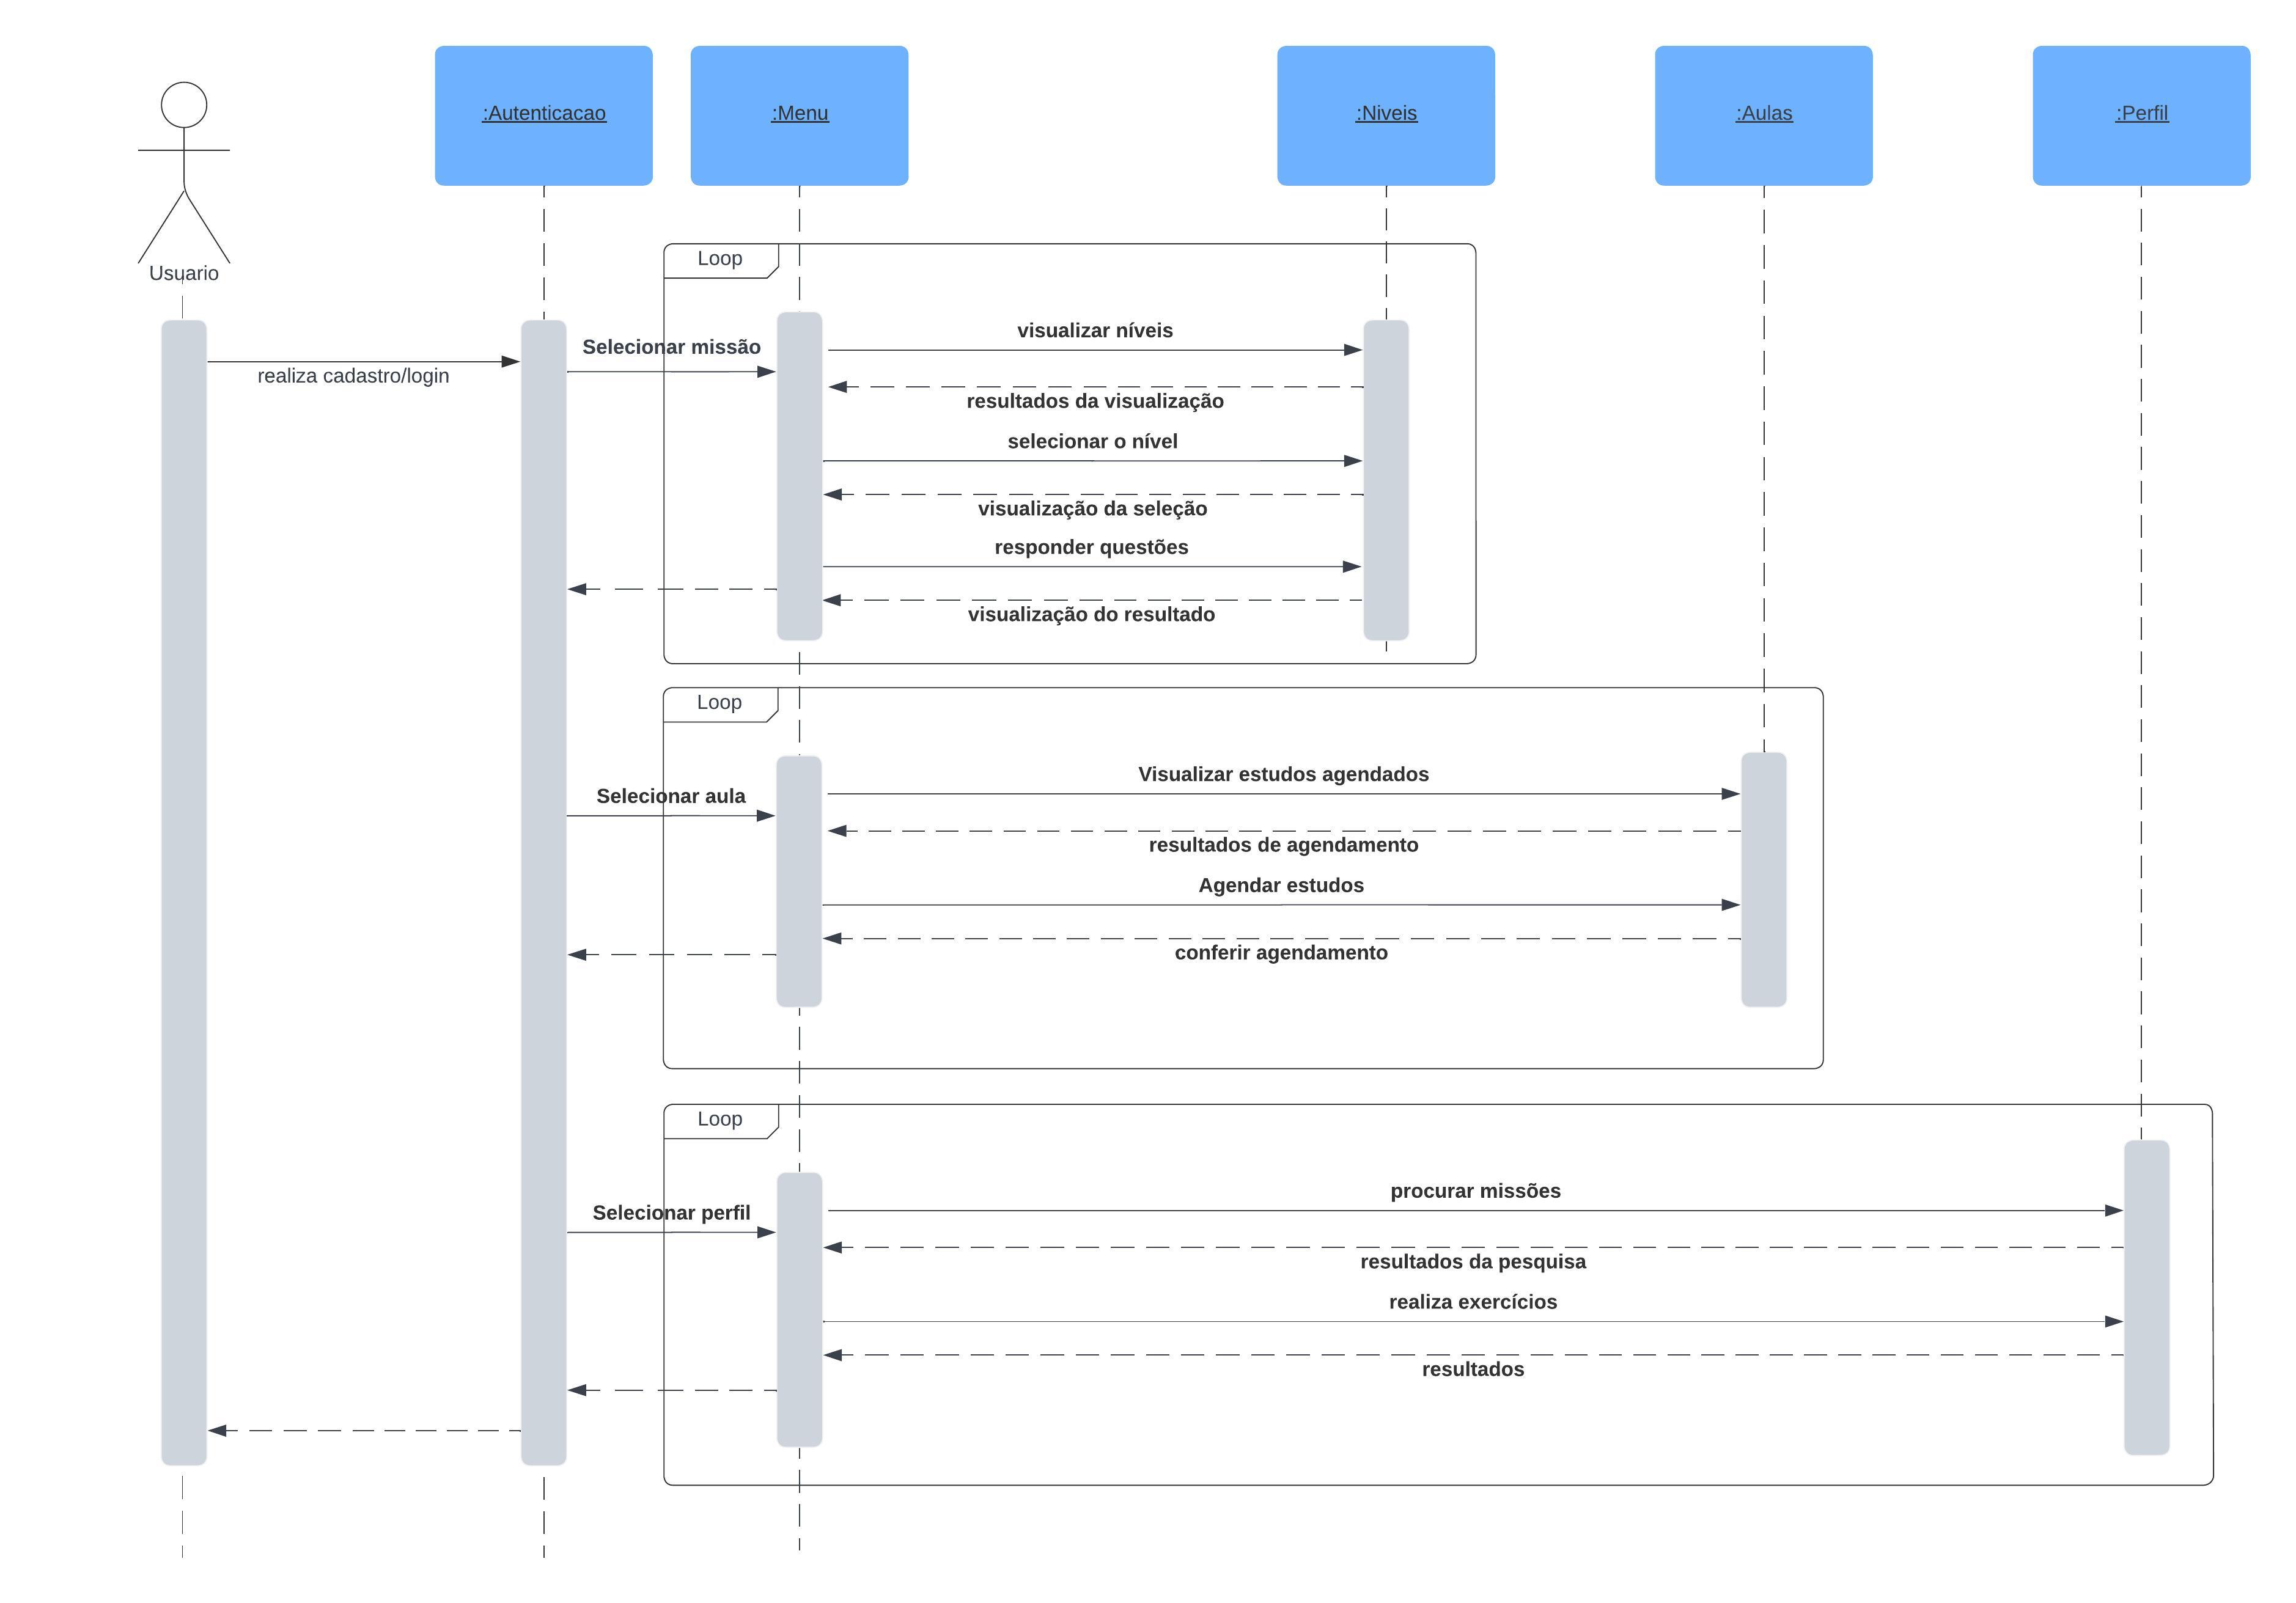 :Autenticacao
:Menu
:Niveis
:Aulas
:Perfil
Usuario
Loop
visualizar níveis
Selecionar missão
realiza cadastro/login
resultados da visualização
selecionar o nível
visualização da seleção
responder questões
visualização do resultado
Loop
Visualizar estudos agendados
Selecionar aula
resultados de agendamento
Agendar estudos
conferir agendamento
Loop
procurar missões
Selecionar perfil
resultados da pesquisa
realiza exercícios
resultados